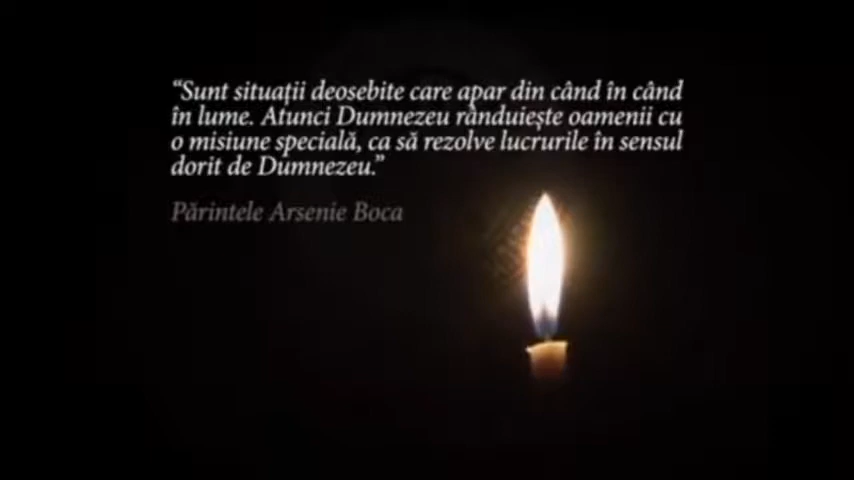 “Sunt situații deosebite care apar din când în când
în lume. Atunci Dumnezeu rânduiește oamenii cu
o misiune specială, ca să rezolve lucrurile în sensul
dorit de Dumnezeu.”
Părintele Arsenie Boca